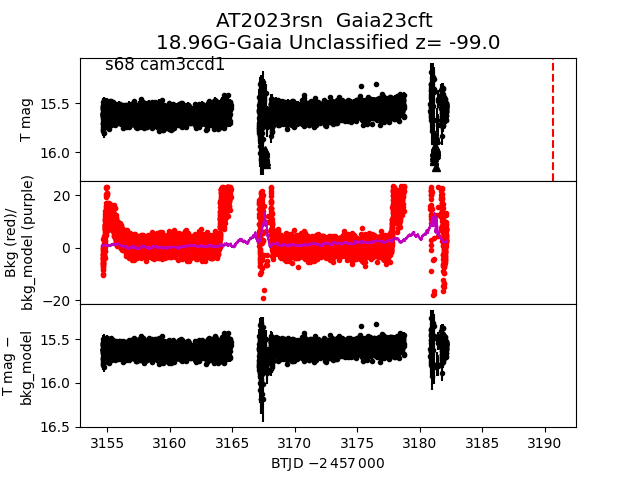 AT2023rsn  Gaia23cft
18.96G-Gaia Unclassified z= -99.0
s68 cam3ccd1
T mag
15.5
16.0
Bkg (red)/
bkg_model (purple)
20
0
−20
T mag −
bkg_model
15.5
16.0
16.5
3155 3160 3165 3170 3175 3180 3185 3190
BTJD −2 457 000